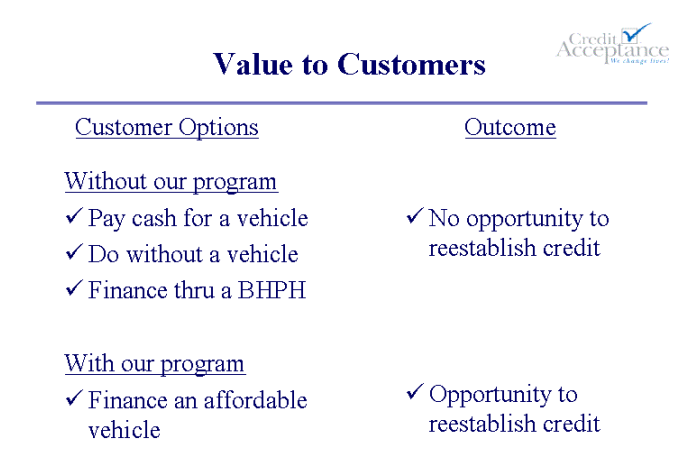 Credit
Acceptance
We change lives!
Value to Customers
Customer Options
Outcome
Without our program
✓ Pay cash for a vehicle
✓ Do without a vehicle
✓ Finance thru a BHPH
✓ No opportunity to
reestablish credit
With our program
✓ Finance an affordable
vehicle
✓ Opportunity to
reestablish credit